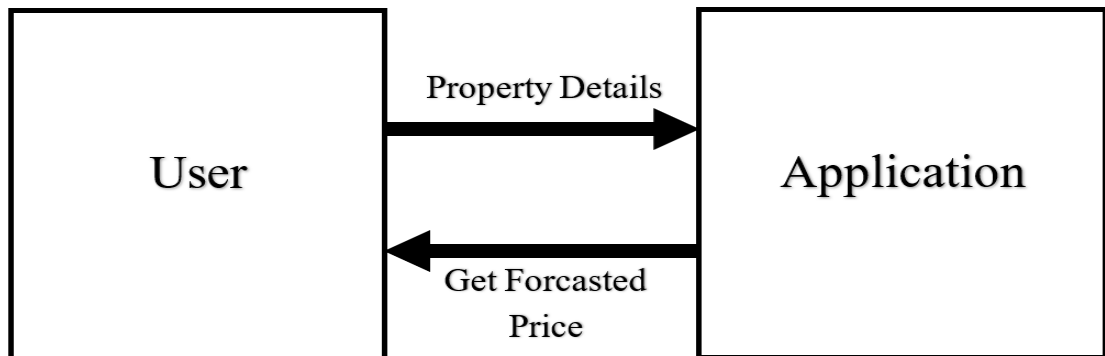 User
Property Details
Application
Get Forcasted
Price